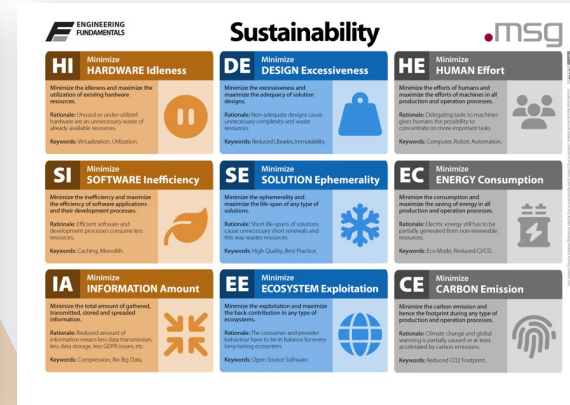 ENGINEERING
FUNDAMENTALS
Sustainability
.msg
HI
Minimize
HARDWARE Idleness
Minimize the idleness and maximize the
utilization of existing hardware
resources.
Rationale: Unused or under-utilized
hardware are an unnecessary waste of
already available resources.
Keywords: Virtualization, Utilization.
DE
Minimize
DESIGN Excessiveness
Minimize the excessiveness and
maximize the adequacy of solution
designs.
Rationale: Non-adequate designs cause
unnecessary complexity and waste
resources.
Keywords: Reduced Libraries, Immutability.
HE
Minimize
HUMAN Effort
Minimize the efforts of humans and
maximize the efforts of machines in all
production and operation processes.
Rationale: Delegating tasks to machines
gives humans the possibility to
concentrate on more important tasks.
Keywords: Computer, Robot, Automation.
SI
Minimize
SOFTWARE Inefficiency
Minimize the inefficiency and maximize
the efficiency of software applications
and their development processes.
Rationale: Efficient software and
development processes consume less
resources.
Keywords: Caching, Monolith.
SE
Minimize
SOLUTION Ephemerality
Minimize the ephemerality and
maximize the life-span of any type of
solutions.
Rationale: Short life-spans of solutions
cause unnecessary short renewals and
this way wastes resources.
Keywords: High Quality, Best Practice.
EC
Minimize
ENERGY Consumption
Minimize the consumption and
maximize the saving of energy in all
production and operation processes.
Rationale: Electric energy still has to be
partially generated from non-renewable
resources.
Keywords: Eco Mode, Reduced CI/CD.
IA
Minimize
INFORMATION Amount
Minimize the total amount of gathered,
transmitted, stored and spreaded
information.
Rationale: Reduced amount of
information means less data transmission,
less data storage, less GDPR issues, etc.
Keywords: Compression, No Big Data.
EE
Minimize
ECOSYSTEM Exploitation
Minimize the exploitation and maximize
the back-contribution in any type of
ecosystems.
Rationale: The consumer and provider
behaviour have to be in balance for every
long-lasting ecosystem.
Keywords: Open Source Software.
CE
Minimize
CARBON Emission
Minimize the carbon emission and
hence the footprint during any type of
production and operation processes.
Rationale: Climate change and global
warming is partially caused or at least
accelerated by carbon emissions.
Keywords: Reduced CO2 Footprint.